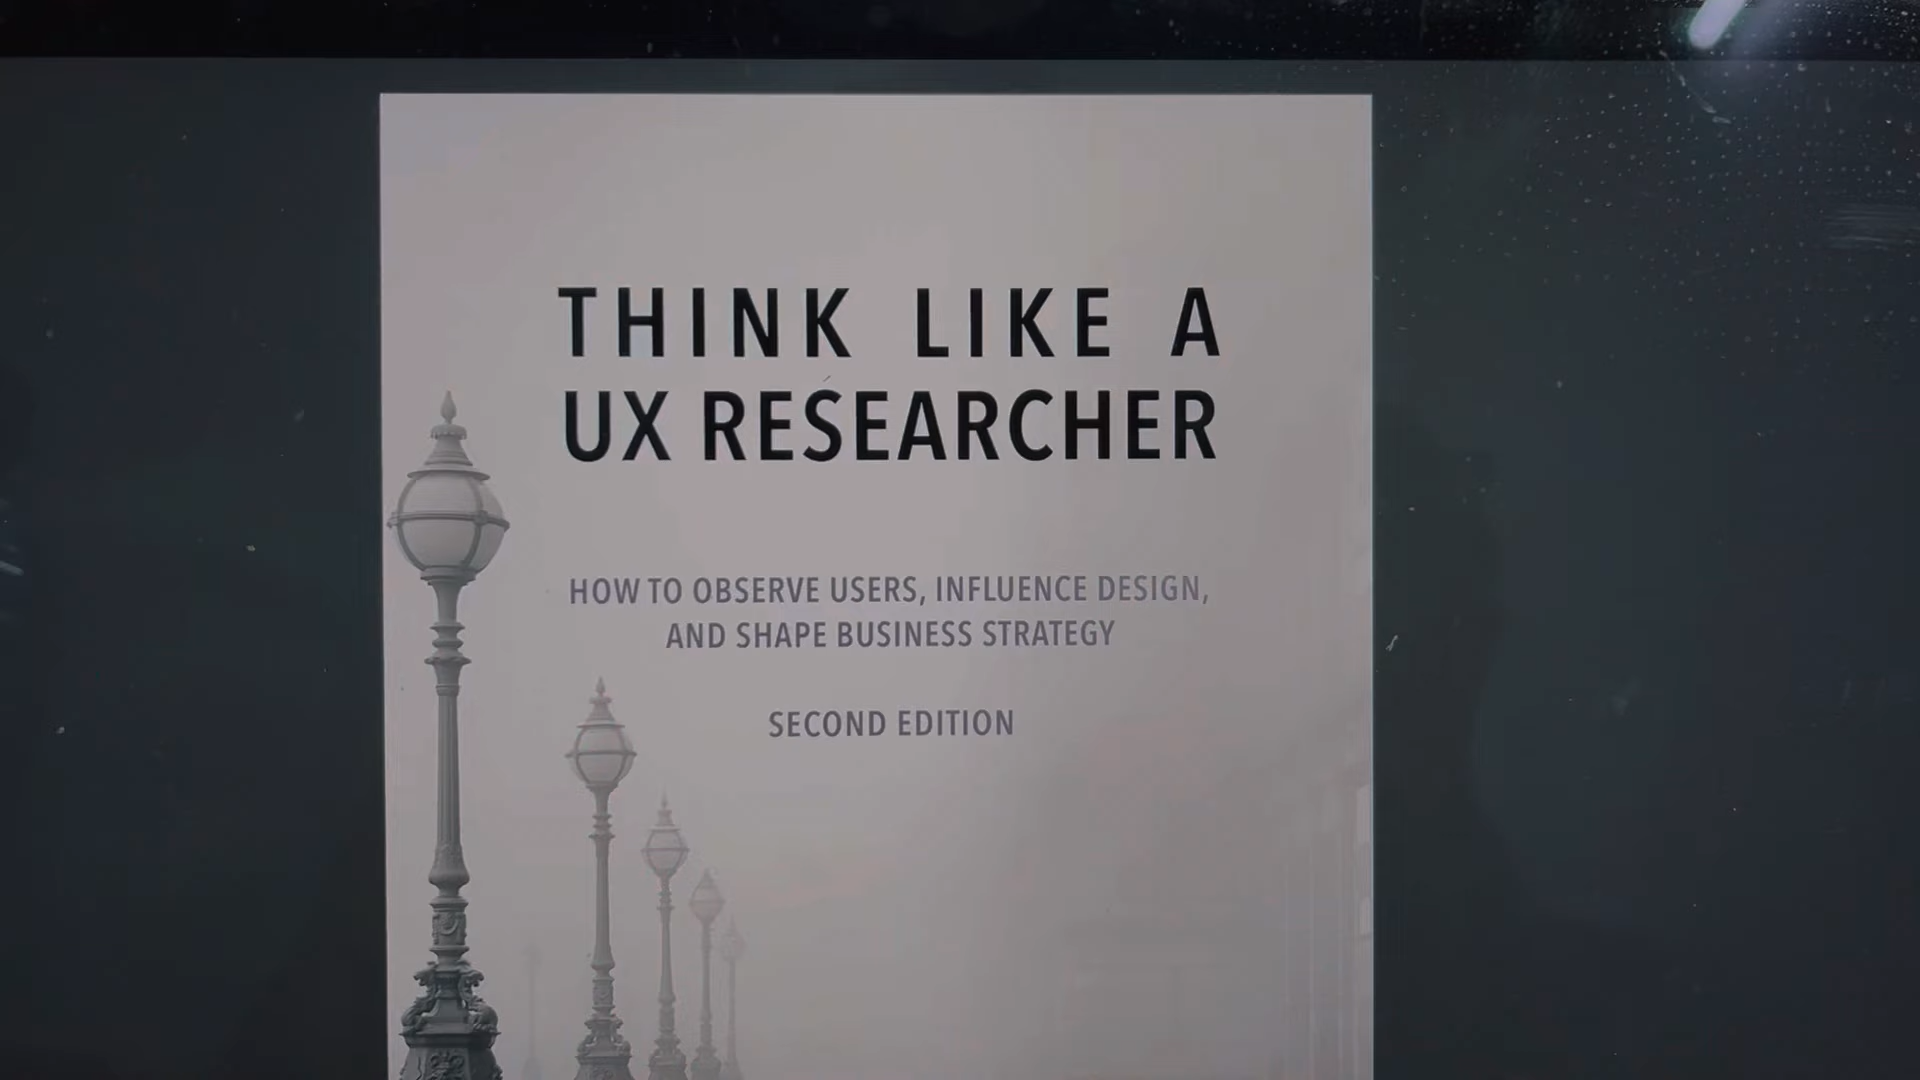 THINK LIKE A
UX RESEARCHER
HOW TO OBSERVE USERS, INFLUENCE DESIGN,
AND SHAPE BUSINESS STRATEGY
SECOND EDITION